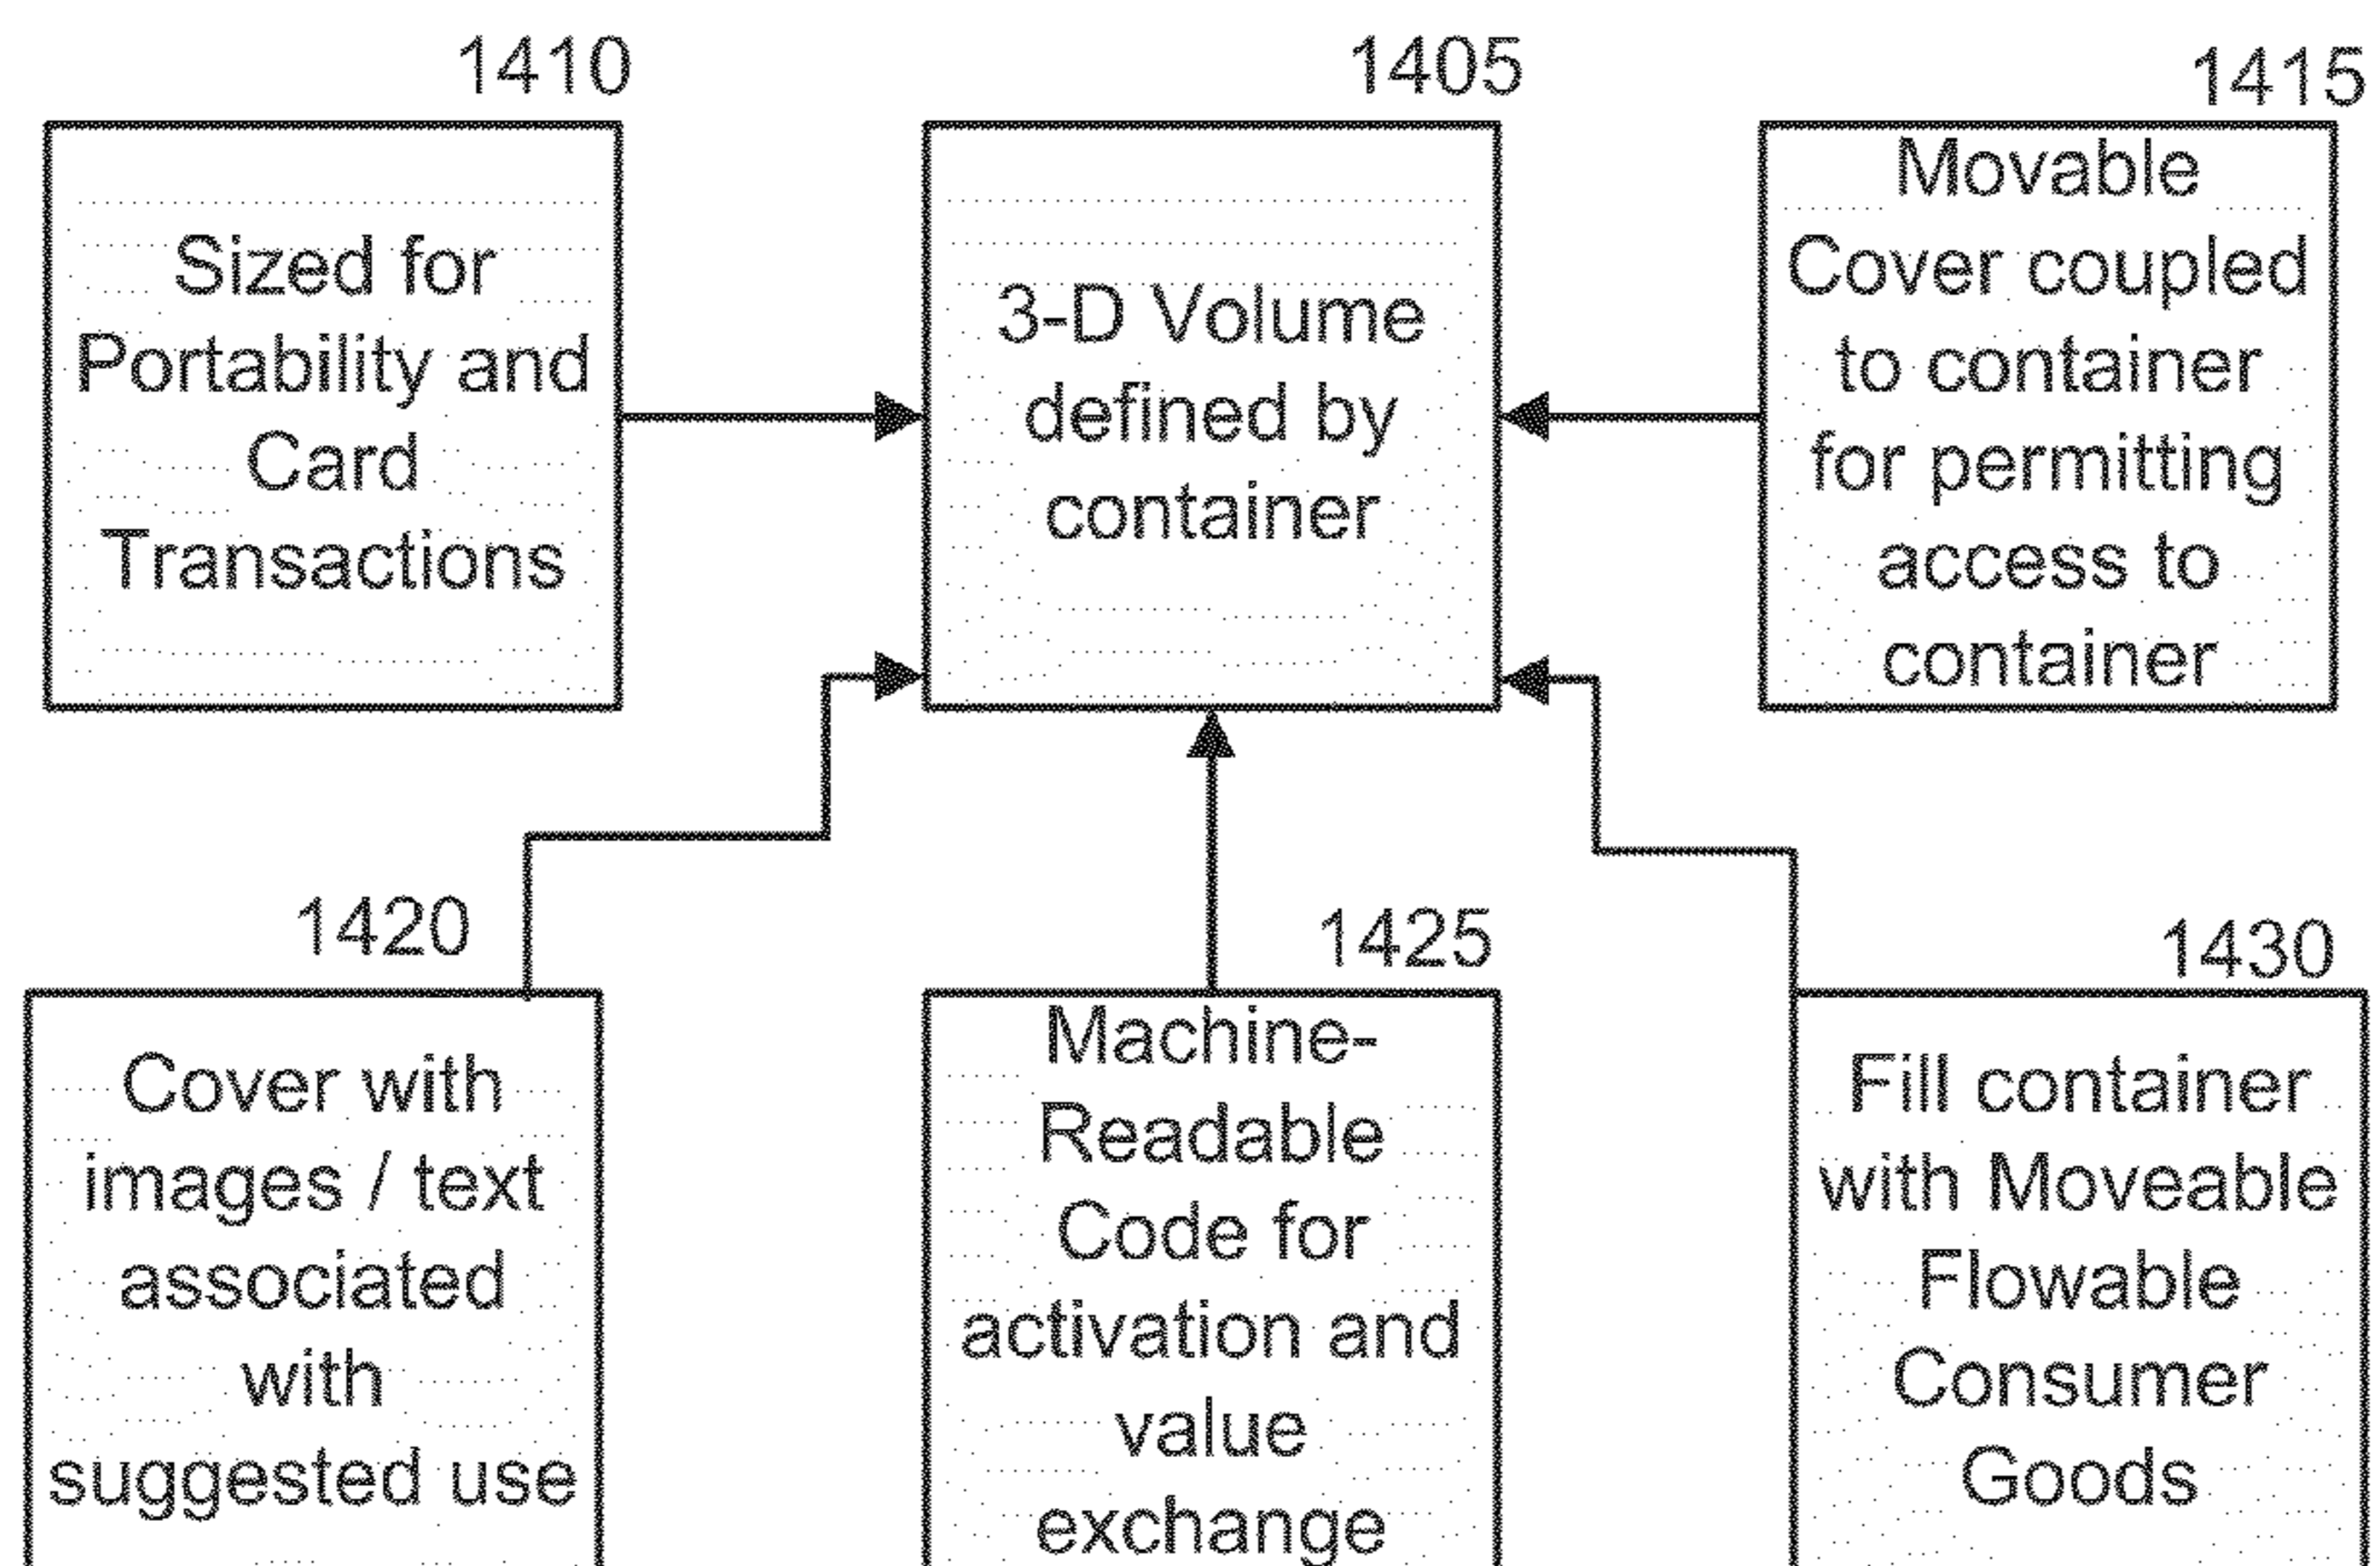 1410
Sized for
Portability and
Card
Transactions
1405
3-D Volume
defined by
container
1415
Movable
Cover coupled
to container
for permitting
access to
container
1420
Cover with
images / text
associated
with
suggested use
1425
Machine-
Readable
Code for
activation and
value
exchange
1430
Fill container
with Moveable
Flowable
Consumer
Goods